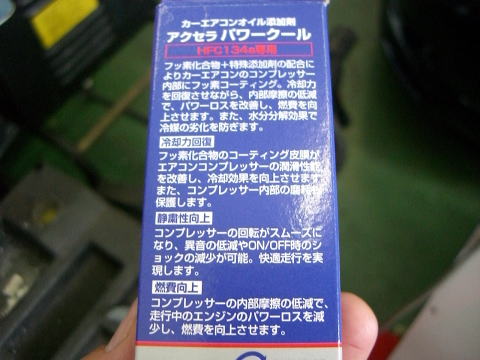 カーエアコンオイル添加剤
アクセラ パワークール
HFC134a専用
フッ素化合物+特殊添加剤の配合に
よりカーエアコンのコンプレッサー
内部にフッ素コーティング。冷却力
を回復させながら、内部摩擦の低減
で、パワーロスを改善し、燃費を向
上させます。また、水分分解効果で
冷媒の劣化を防ぎます。
冷却力回復
フッ素化合物のコーティング皮膜が
エアコンコンプレッサーの潤滑性能
を改善し、冷却効果を向上させます。
また、コンプレッサー内部の磨耗を
保護します。
静粛性向上
コンプレッサーの回転がスムーズに
なり、異音の低減やON/OFF時のシ
ョックの減少が可能。快適走行を実
現します。
燃費向上
コンプレッサーの内部摩擦の低減で、
走行中のエンジンのパワーロスを減
少し、燃費を向上させます。